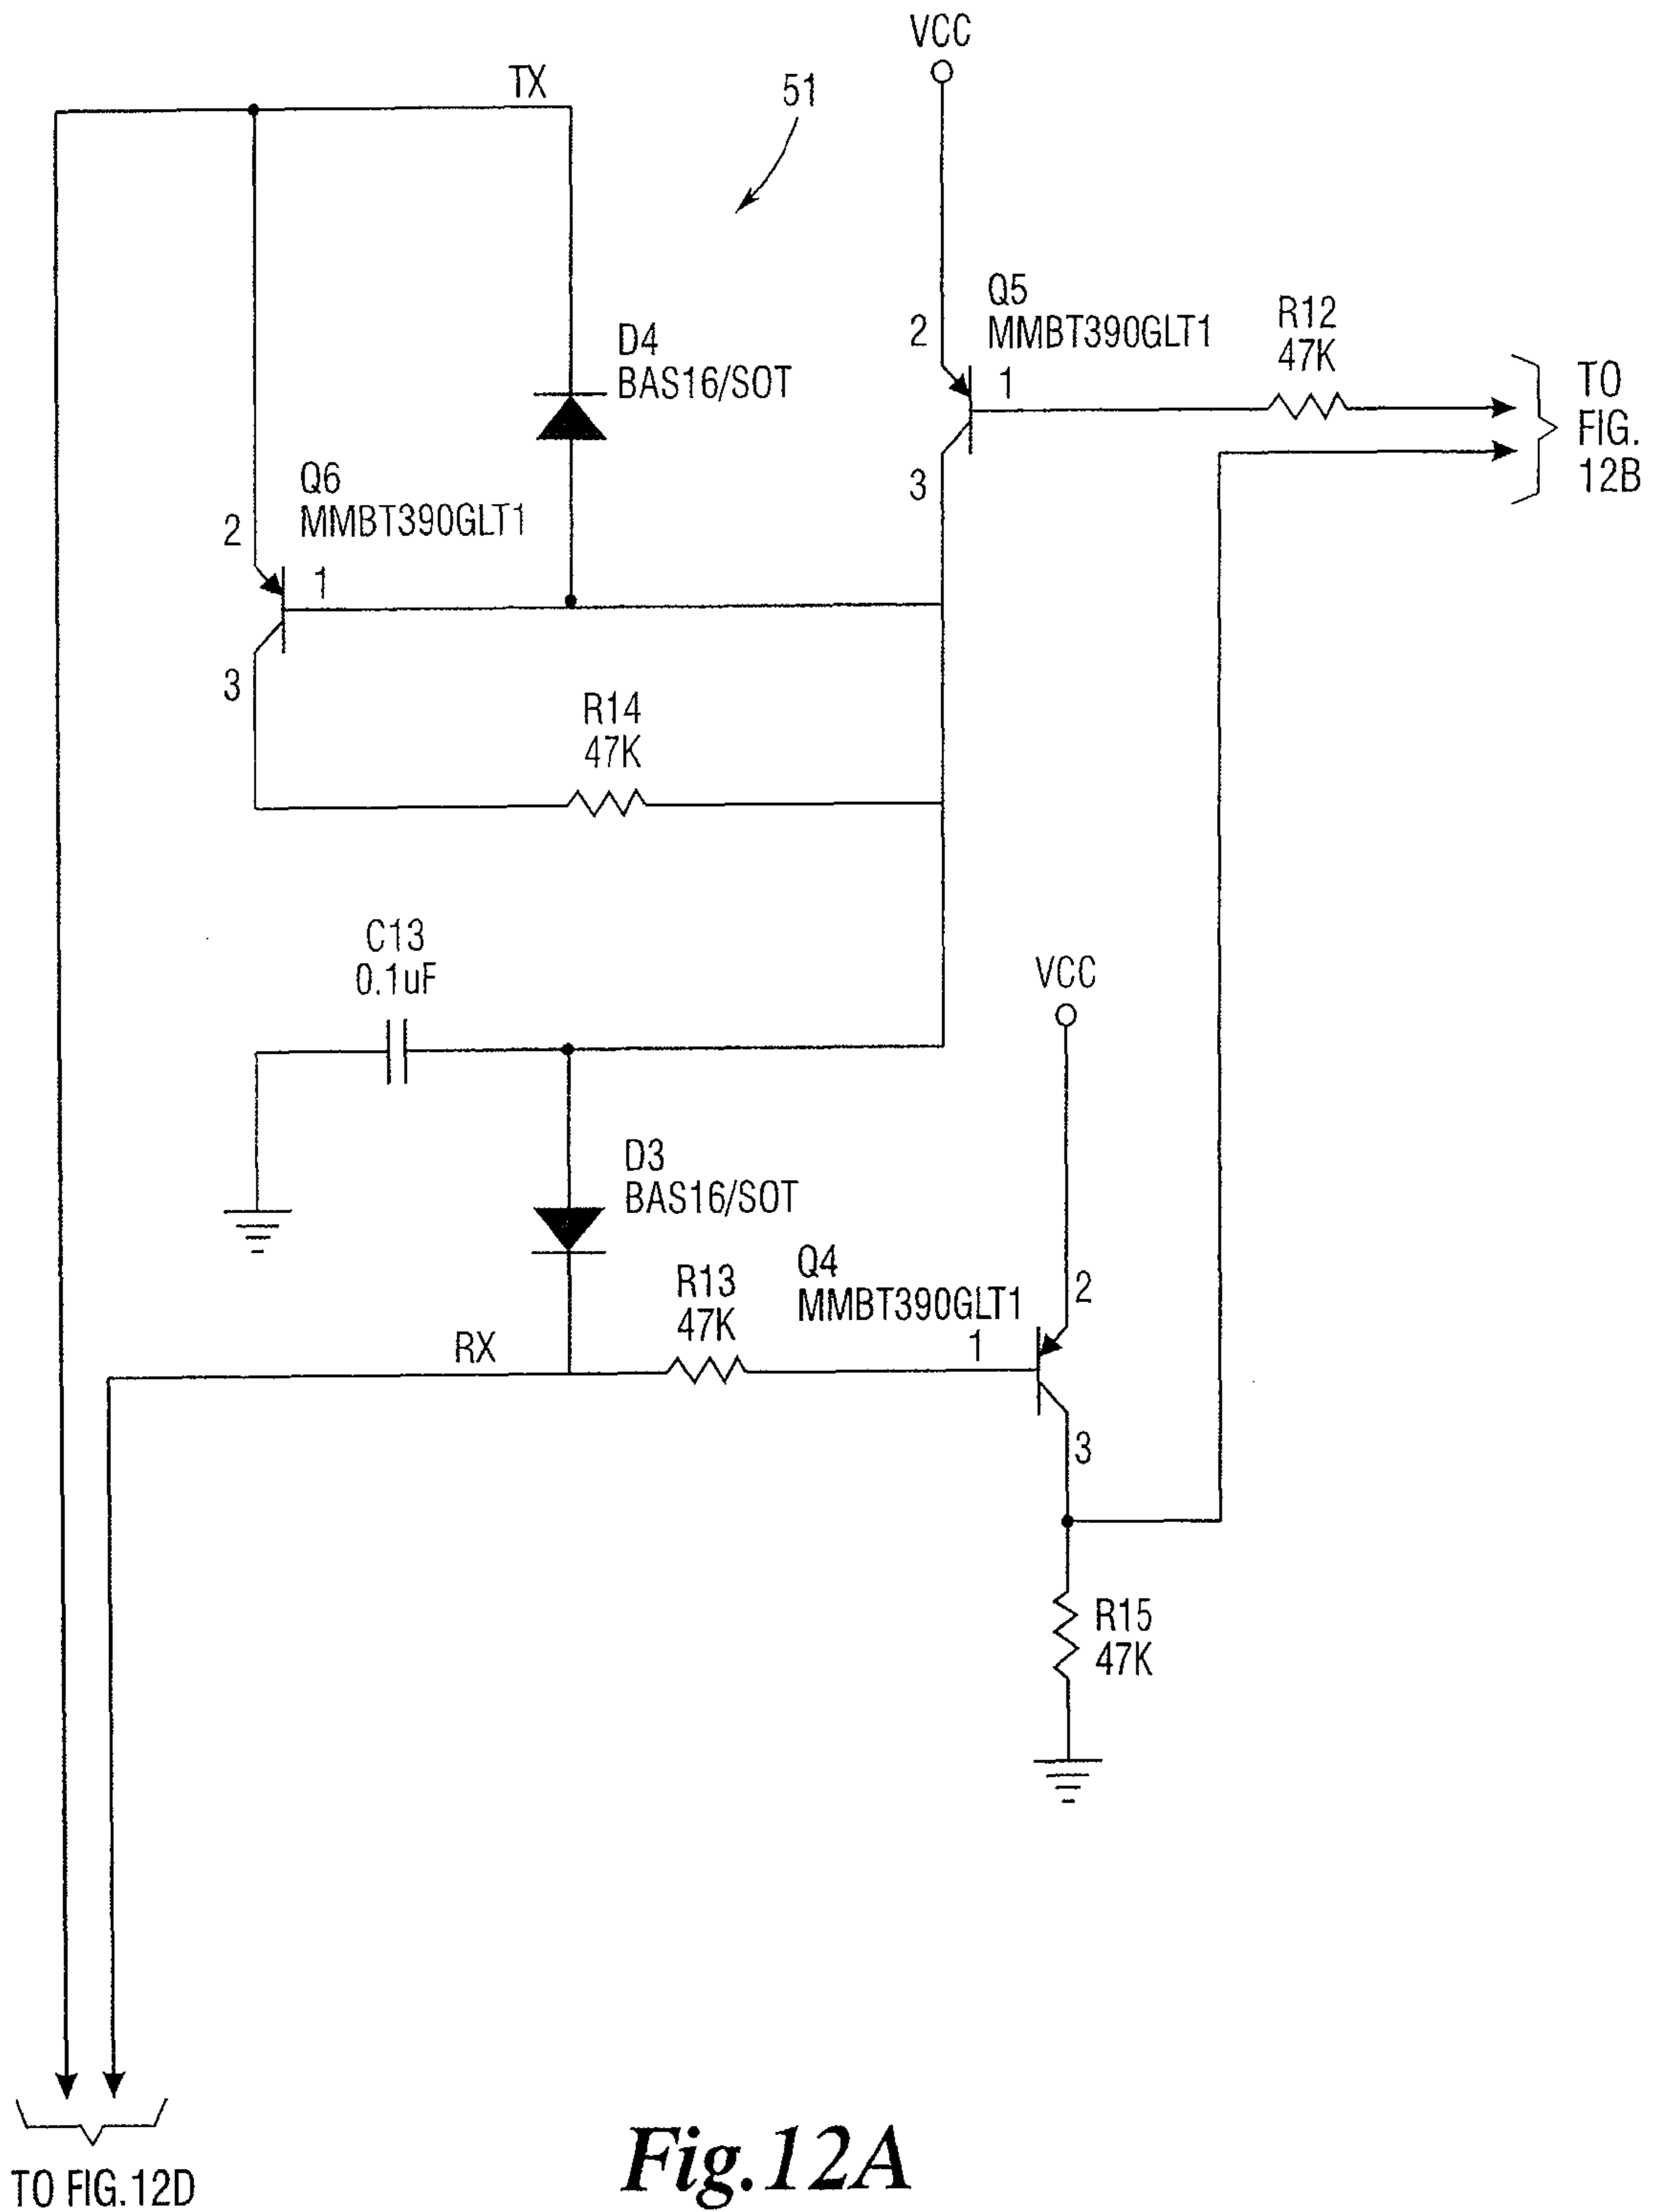 VCC
TX
51
Q5
MMBT390GLT1
2
1
3
R12
47K
TO
FIG.
12B
D4
BAS16/SOT
Q6
MMBT390GLT1
2
1
3
R14
47K
C13
0.1uF
VCC
D3
BAS16/SOT
R13
47K
Q4
MMBT390GLT1
1
2
3
RX
R15
47K
TO FIG.12D
Fig.12A